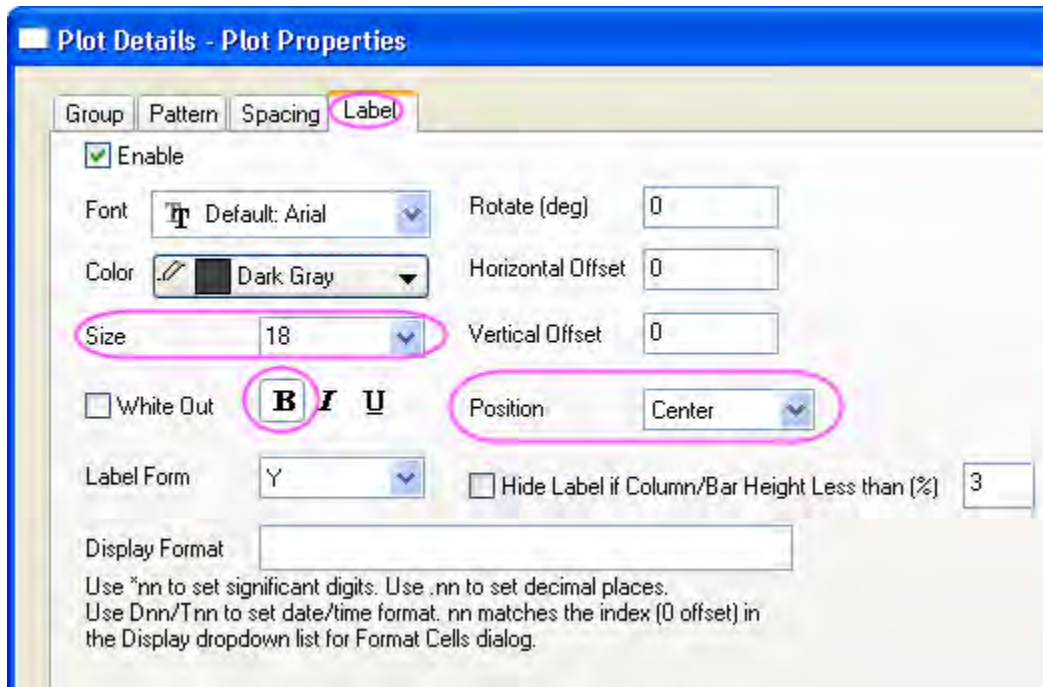 Plot Details - Plot Properties
Group Pattern Spacing Label
Enable
Font Default: Arial Rotate (deg) 0
Color Dark Gray Horizontal Offset 0
Size 18 Vertical Offset 0
White Out B I U Position Center
Label Form Y Hide Label if Column/Bar Height Less than (%) 3
Display Format
Use *nn to set significant digits. Use .nn to set decimal places.
Use Dnn/Tnn to set date/time format. nn matches the index (0 offset) in
the Display dropdown list for Format Cells dialog.